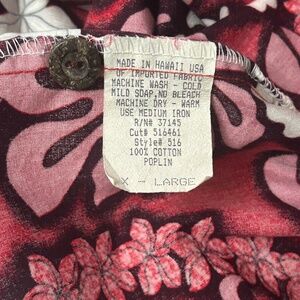 MADE IN HAWAII USA
OF IMPORTED FABRIC
MACHINE WASH - COLD
MILD SOAP,NO BLEACH
MACHINE DRY - WARM
USE MEDIUM IRON
R/N# 37145
Cut# 516461
Style# 516
100% COTTON
POPLIN
X - LARGE